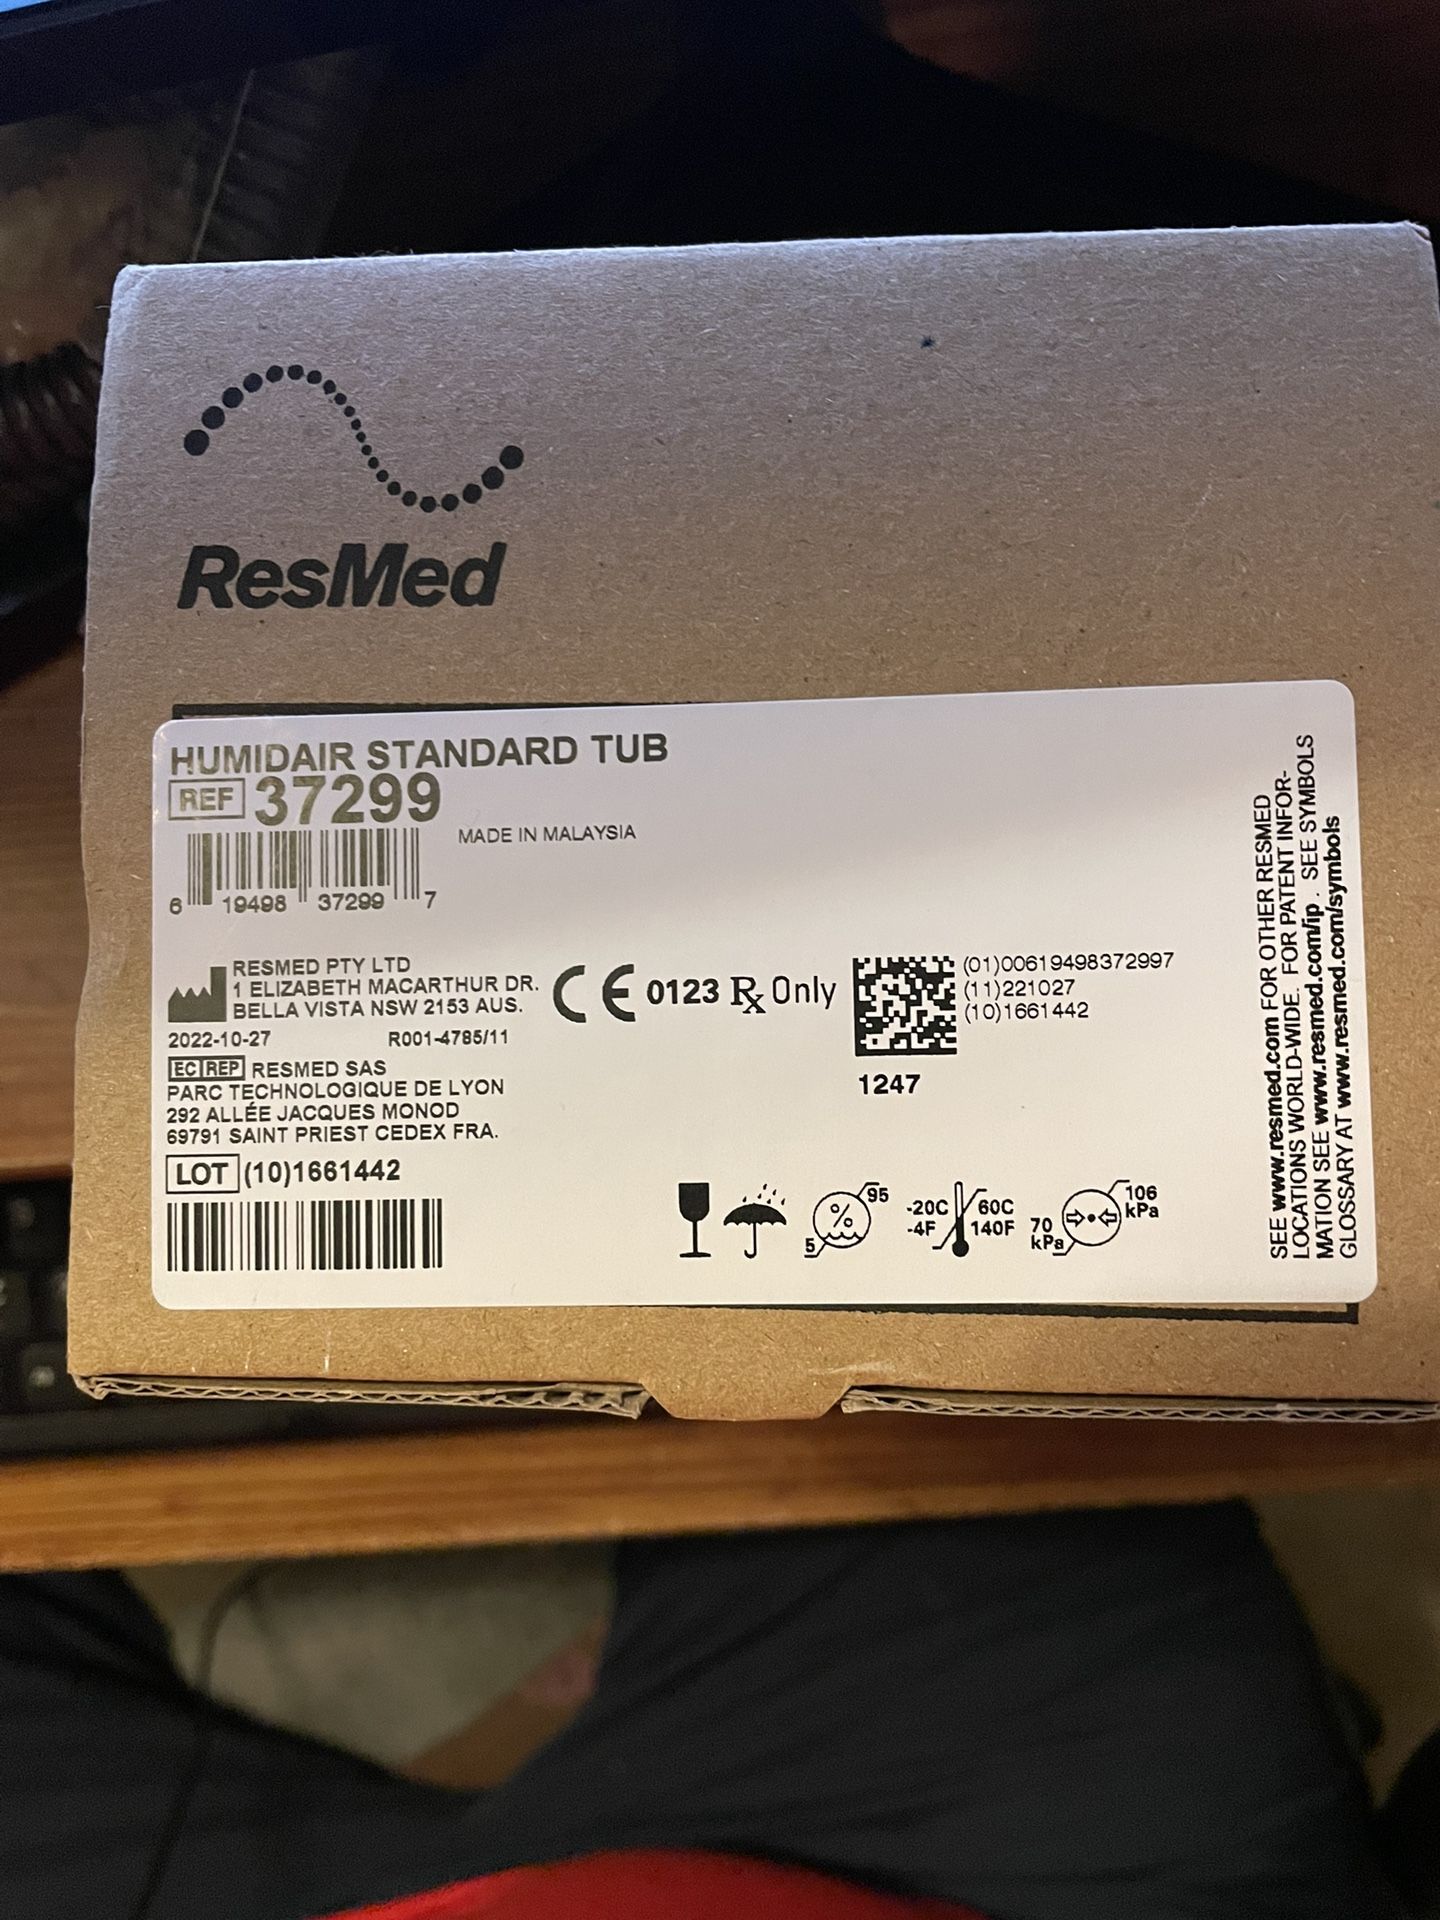 ResMed
HUMIDAIR STANDARD TUB
REF 37299
MADE IN MALAYSIA
6 19498 37299 7
RESMED PTY LTD
1 ELIZABETH MACARTHUR DR.
BELLA VISTA NSW 2153 AUS.
2022-10-27 R001-4785/11
CE 0123 Rx Only
(01)00619498372997
(11)221027
(10)1661442
1247
EC REP RESMED SAS
PARC TECHNOLOGIQUE DE LYON
292 ALLÉE JACQUES MONOD
69791 SAINT PRIEST CEDEX FRA.
LOT (10)1661442
% 95
5
-20C 60C
-4F 140F
106
kPa
70
kPa
SEE www.resmed.com FOR OTHER RESMED
LOCATIONS WORLD-WIDE. FOR PATENT INFOR-
MATION SEE www.resmed.com/ip . SEE SYMBOLS
GLOSSARY AT www.resmed.com/symbols